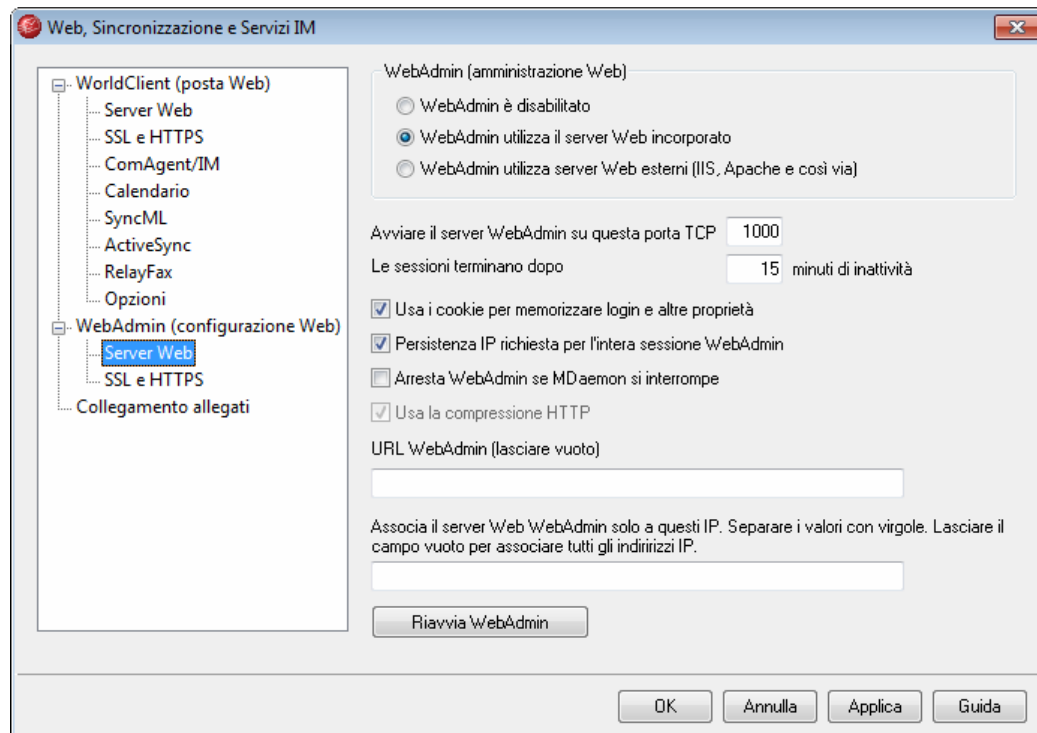 Web, Sincronizzazione e Servizi IM
WorldClient (posta Web)
Server Web
SSL e HTTPS
ComAgent/IM
Calendario
SyncML
ActiveSync
RelayFax
Opzioni
WebAdmin (configurazione Web)
Server Web
SSL e HTTPS
Collegamento allegati
WebAdmin (amministrazione Web)
WebAdmin è disabilitato
WebAdmin utilizza il server Web incorporato
WebAdmin utilizza server Web esterni (IIS, Apache e così via)
Avviare il server WebAdmin su questa porta TCP 1000
Le sessioni terminano dopo 15 minuti di inattività
Usa i cookie per memorizzare login e altre proprietà
Persistenza IP richiesta per l'intera sessione WebAdmin
Arresta WebAdmin se MDaemon si interrompe
Usa la compressione HTTP
URL WebAdmin (lasciare vuoto)
Associa il server Web WebAdmin solo a questi IP. Separare i valori con virgole. Lasciare il
campo vuoto per associare tutti gli indiririzzi IP.
Riavvia WebAdmin
OK Annulla Applica Guida